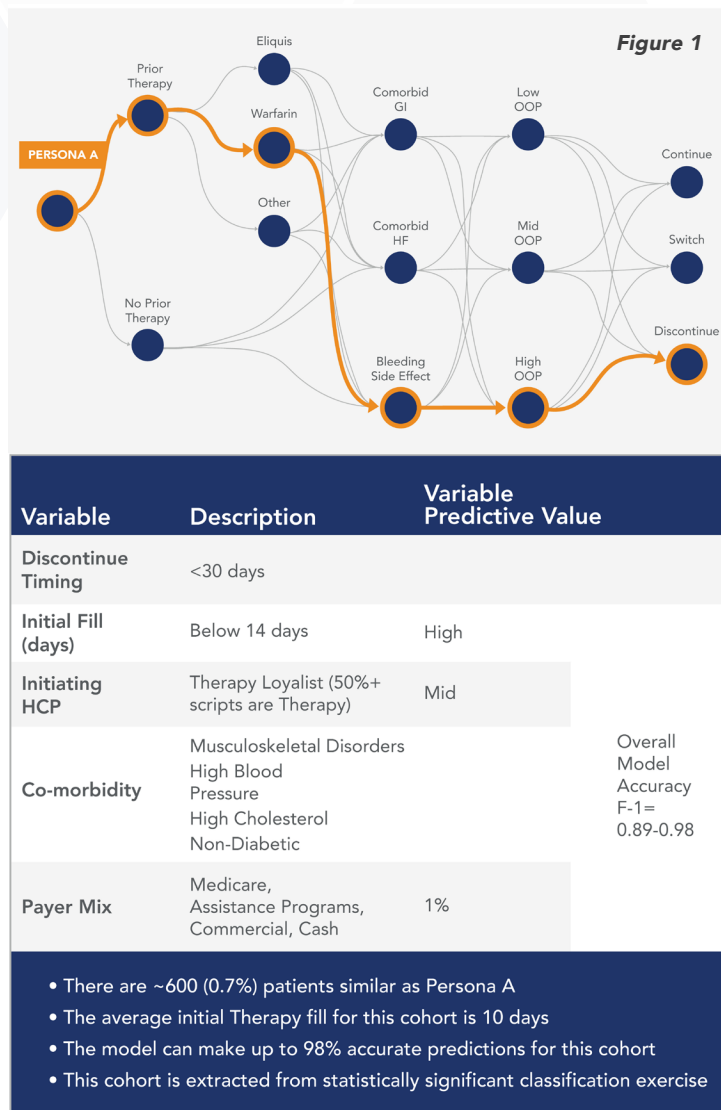 Figure 1
Eliquis
Prior
Therapy
Comorbid
GI
Low
OOP
Warfarin
PERSONA A
Continue
Other
Comorbid
HF
Mid
OOP
Switch
No Prior
Therapy
Discontinue
Bleeding
Side Effect
High
OOP
Variable
Description
Variable
Predictive Value
Discontinue
Timing
<30 days
Initial Fill
(days)
Below 14 days
High
Initiating
HCP
Therapy Loyalist (50%+
scripts are Therapy)
Mid
Co-morbidity
Musculoskeletal Disorders
High Blood
Pressure
High Cholesterol
Non-Diabetic
Overall
Model
Accuracy
F-1=
0.89-0.98
Payer Mix
Medicare,
Assistance Programs,
Commercial, Cash
1%
• There are ~600 (0.7%) patients similar as Persona A
• The average initial Therapy fill for this cohort is 10 days
• The model can make up to 98% accurate predictions for this cohort
• This cohort is extracted from statistically significant classification exercise